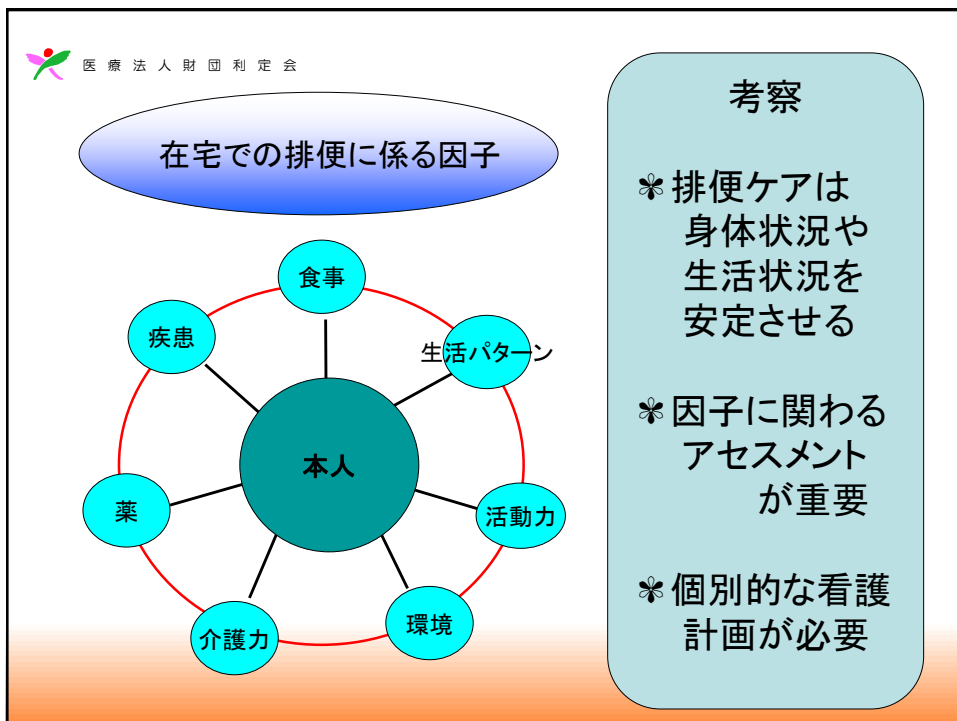 医療法人財団利定会
在宅での排便に係る因子
食事
生活パターン
活動力
環境
介護力
薬
疾患
本人
考察
✾排便ケアは
身体状況や
生活状況を
安定させる
✾因子に関わる
アセスメント
が重要
✾個別的な看護
計画が必要